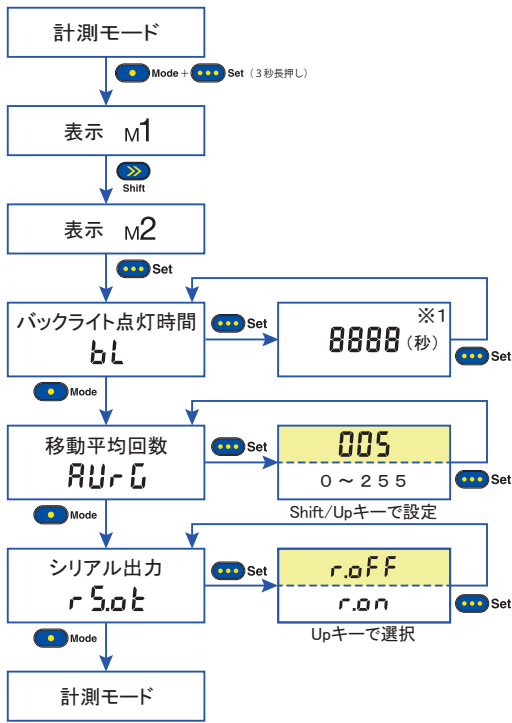 計測モード
Mode + Set (3秒長押し)
表示 M1
Shift
表示 M2
Set
バックライト点灯時間
bL
Set
※1
8888(秒)
Set
Mode
移動平均回数
AUrG
Set
005
0~255
Set
Shift/Upキーで設定
Mode
シリアル出力
rS.ot
Set
r.oFF
r.on
Set
Upキーで選択
Mode
計測モード